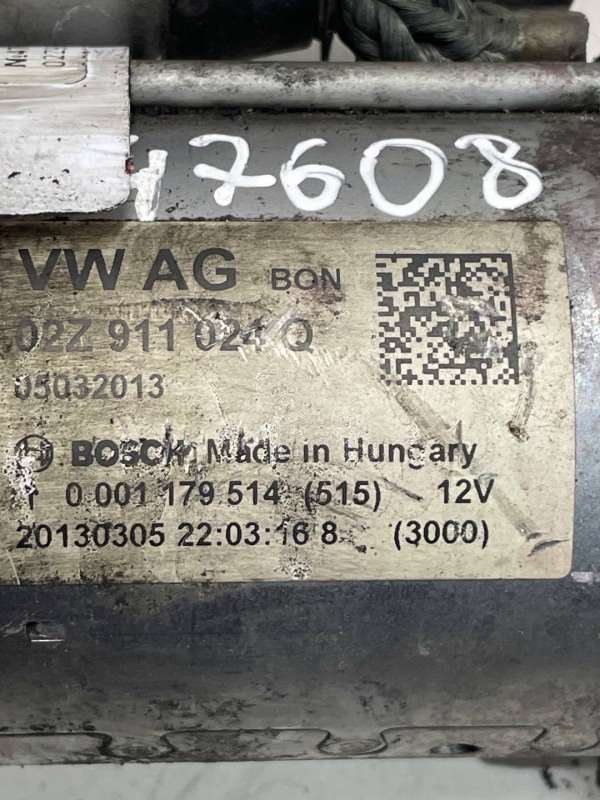 47608
VW AG BON
02Z 911 024 Q
05032013
BOSCH Made in Hungary
0 001 179 514 (515) 12V
20130305 22:03:16 8 (3000)